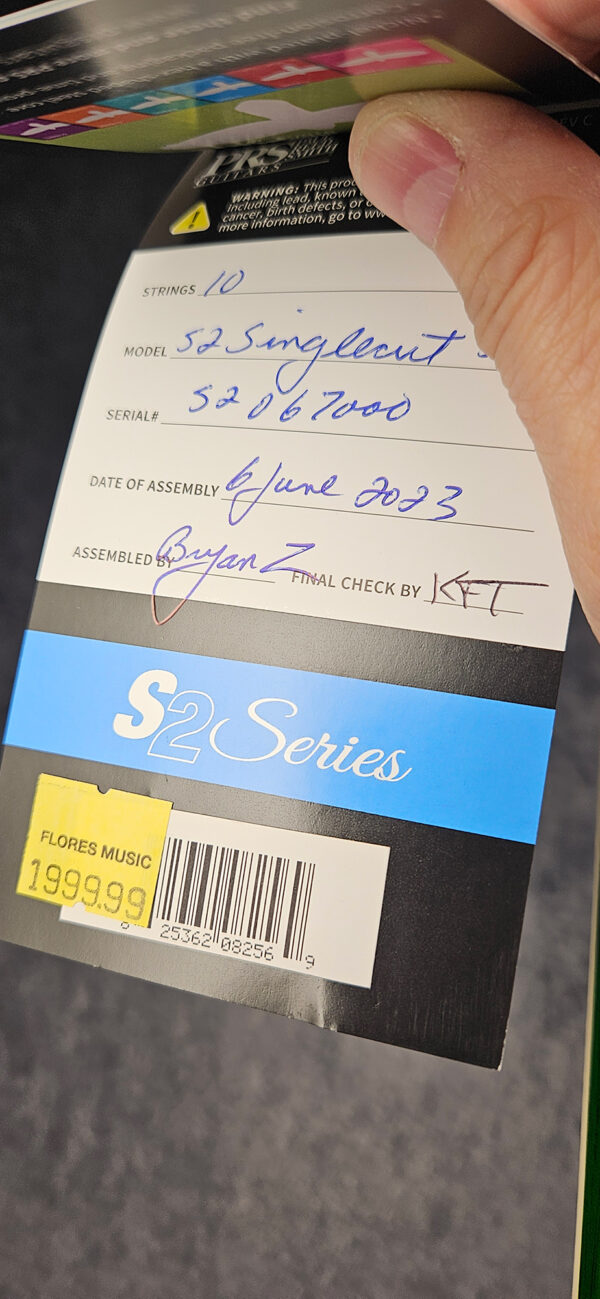 PRS
GUITARS
WARNING: This
including lead, known
cancer, birth defects, or
more information, go to
STRINGS 10
MODEL S2 Singlecut
SERIAL# S2067000
DATE OF ASSEMBLY 6 June 2023
ASSEMBLED BY Bryan Z FINAL CHECK BY KFT
S2 Series
FLORES MUSIC
1999.99
25362 08256 9